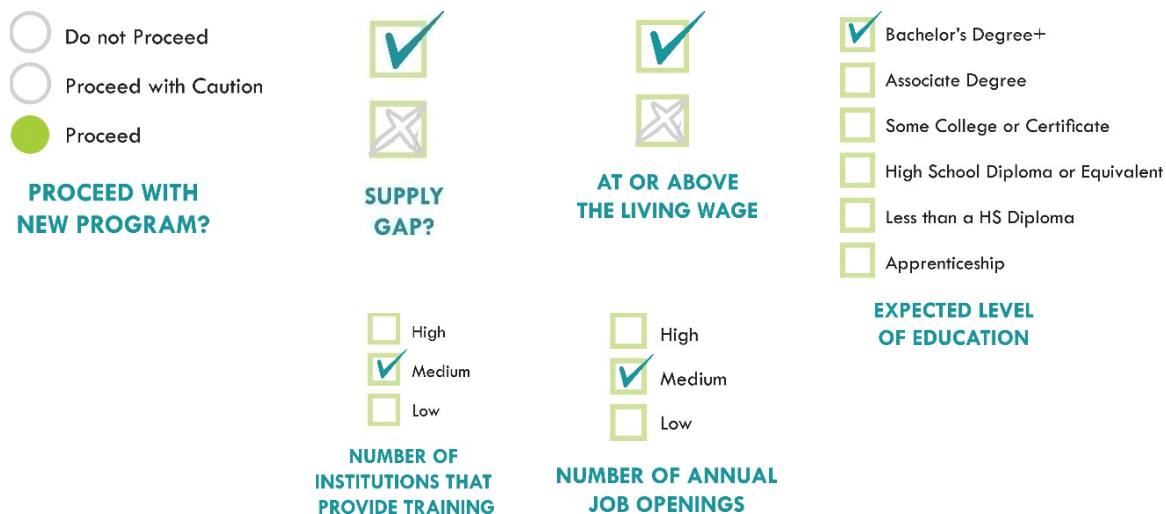 Do not Proceed
Proceed with Caution
Proceed
PROCEED WITH
NEW PROGRAM?
SUPPLY
GAP?
AT OR ABOVE
THE LIVING WAGE
Bachelor's Degree+
Associate Degree
Some College or Certificate
High School Diploma or Equivalent
Less than a HS Diploma
Apprenticeship
EXPECTED LEVEL
OF EDUCATION
High
Medium
Low
NUMBER OF
INSTITUTIONS THAT
PROVIDE TRAINING
High
Medium
Low
NUMBER OF ANNUAL
JOB OPENINGS